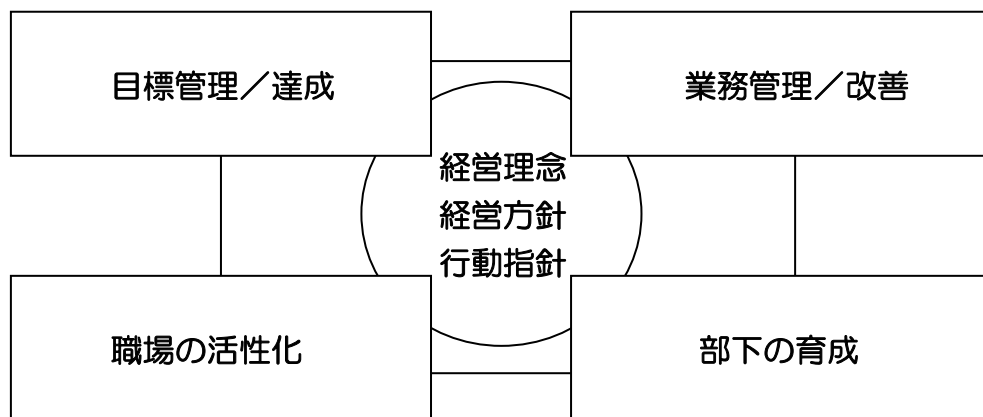 目標管理／達成
業務管理／改善
経営理念
経営方針
行動指針
職場の活性化
部下の育成